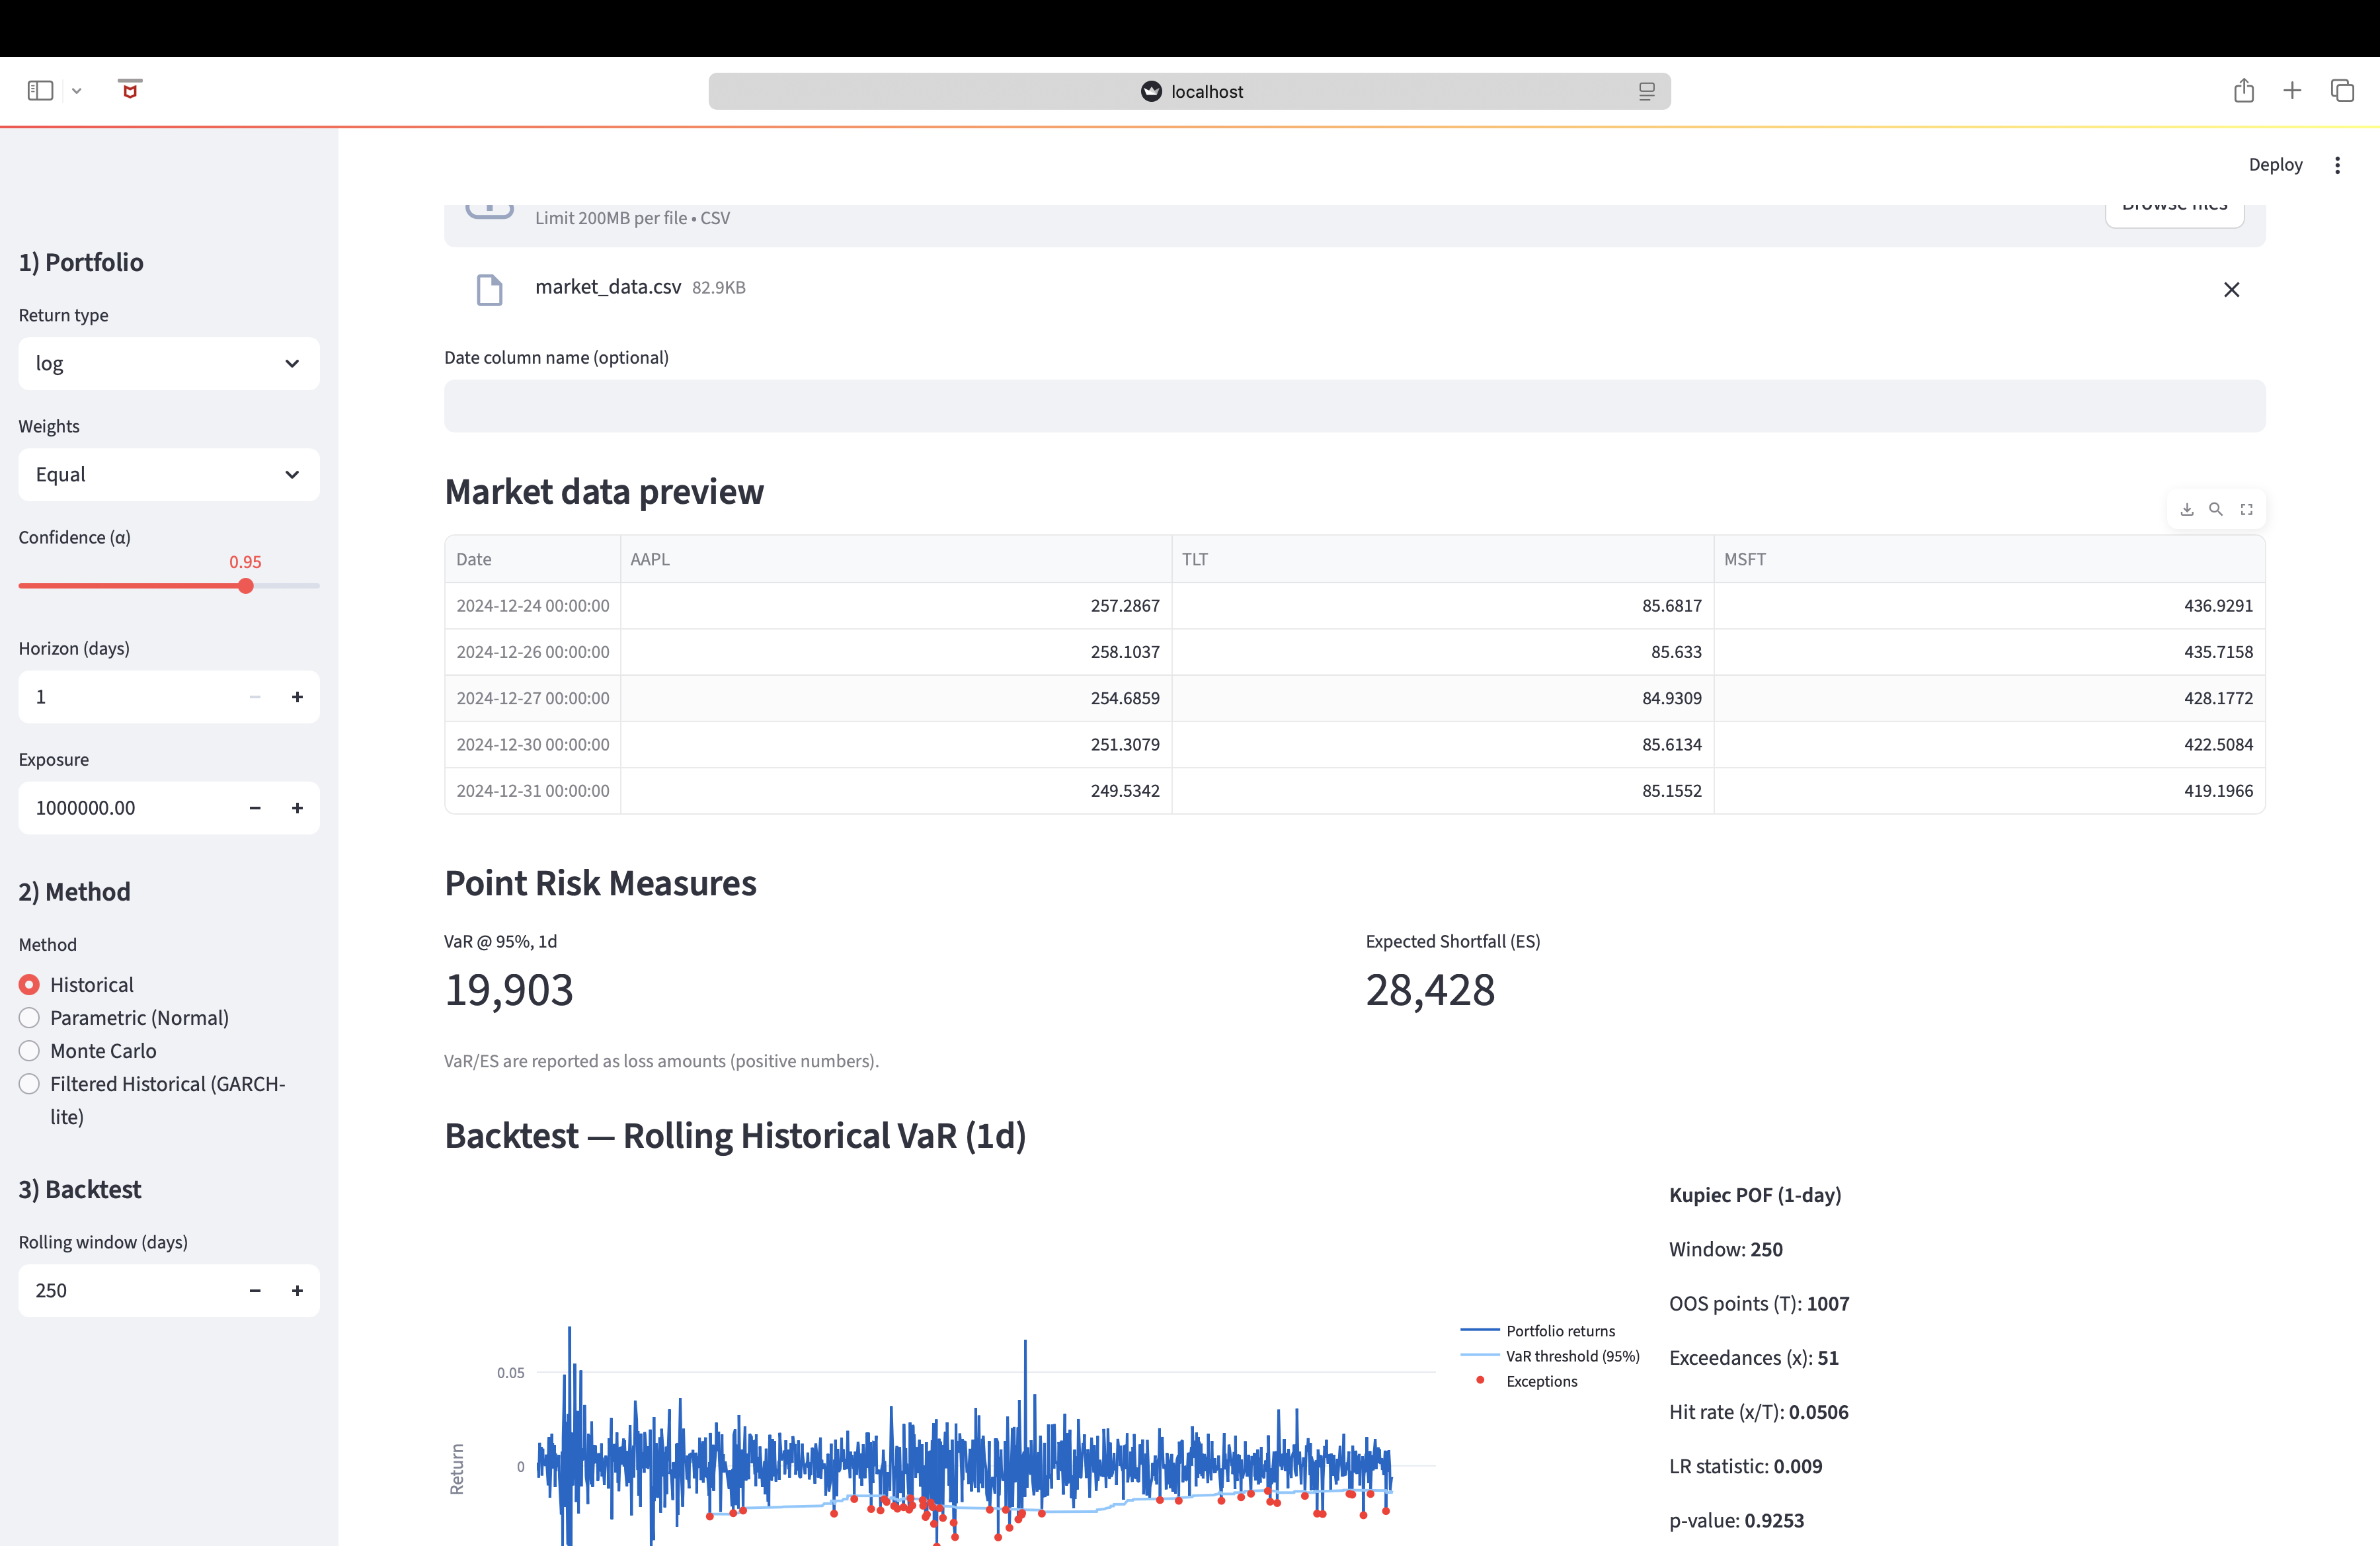 localhost
Deploy
1) Portfolio
Return type
log
Weights
Equal
Confidence (α)
0.95
Horizon (days)
1
Exposure
1000000.00
2) Method
Method
Historical
Parametric (Normal)
Monte Carlo
Filtered Historical (GARCH-
lite)
3) Backtest
Rolling window (days)
250
Limit 200MB per file • CSV
Browse files
market_data.csv 82.9KB
Date column name (optional)
Market data preview
Date AAPL TLT MSFT
2024-12-24 00:00:00 257.2867 85.6817 436.9291
2024-12-26 00:00:00 258.1037 85.633 435.7158
2024-12-27 00:00:00 254.6859 84.9309 428.1772
2024-12-30 00:00:00 251.3079 85.6134 422.5084
2024-12-31 00:00:00 249.5342 85.1552 419.1966
Point Risk Measures
VaR @ 95%, 1d
19,903
Expected Shortfall (ES)
28,428
VaR/ES are reported as loss amounts (positive numbers).
Backtest — Rolling Historical VaR (1d)
0.05
0
Return
Portfolio returns
VaR threshold (95%)
Exceptions
Kupiec POF (1-day)
Window: 250
OOS points (T): 1007
Exceedances (x): 51
Hit rate (x/T): 0.0506
LR statistic: 0.009
p-value: 0.9253